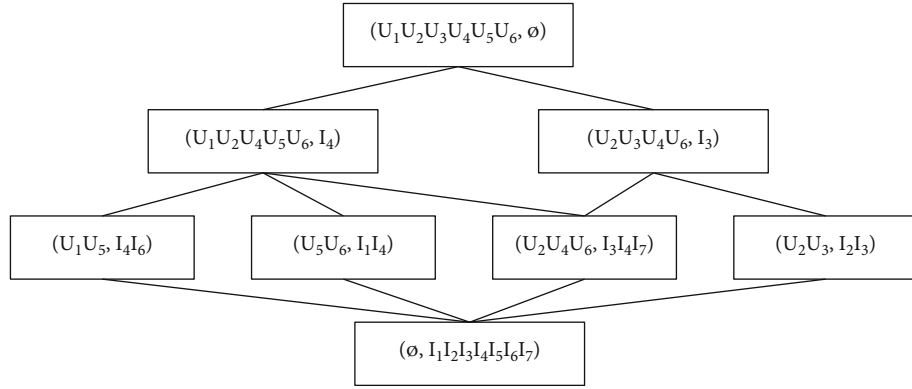 (U₁U₂U₃U₄U₅U₆, ø)
(U₁U₂U₄U₅U₆, I₄)
(U₂U₃U₄U₆, I₃)
(U₁U₅, I₄I₆)
(U₅U₆, I₁I₄)
(U₂U₄U₆, I₃I₄I₇)
(U₂U₃, I₂I₃)
(ø, I₁I₂I₃I₄I₅I₆I₇)